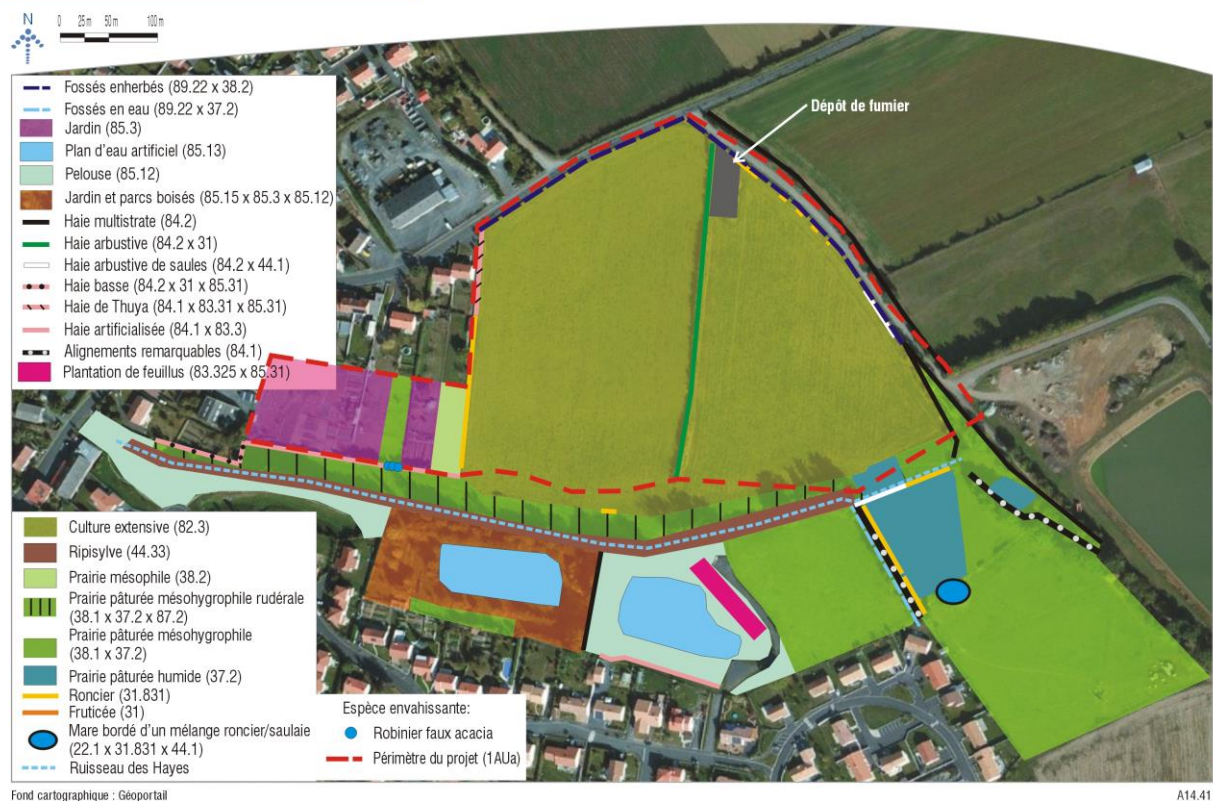 N
0 25 m 50 m 100 m
Fossés enherbés (89.22 x 38.2)
Fossés en eau (89.22 x 37.2)
Jardin (85.3)
Plan d'eau artificiel (85.13)
Pelouse (85.12)
Jardin et parcs boisés (85.15 x 85.3 x 85.12)
Haie multistrate (84.2)
Haie arbustive (84.2 x 31)
Haie arbustive de saules (84.2 x 44.1)
Haie basse (84.2 x 31 x 85.31)
Haie de Thuya (84.1 x 83.31 x 85.31)
Haie artificialisée (84.1 x 83.3)
Alignements remarquables (84.1)
Plantation de feuillus (83.325 x 85.31)
Dépôt de fumier
Culture extensive (82.3)
Ripisylve (44.33)
Prairie mésophile (38.2)
Prairie pâturée mésohygrophile rudérale
(38.1 x 37.2 x 87.2)
Prairie pâturée mésohygrophile
(38.1 x 37.2)
Prairie pâturée humide (37.2)
Roncier (31.831)
Fruticée (31)
Mare bordé d'un mélange roncier/saulaie
(22.1 x 31.831 x 44.1)
Ruisseau des Hayes
Espèce envahissante:
Robinier faux acacia
Périmètre du projet (1AUa)
Fond cartographique : Géoportail
A14.41